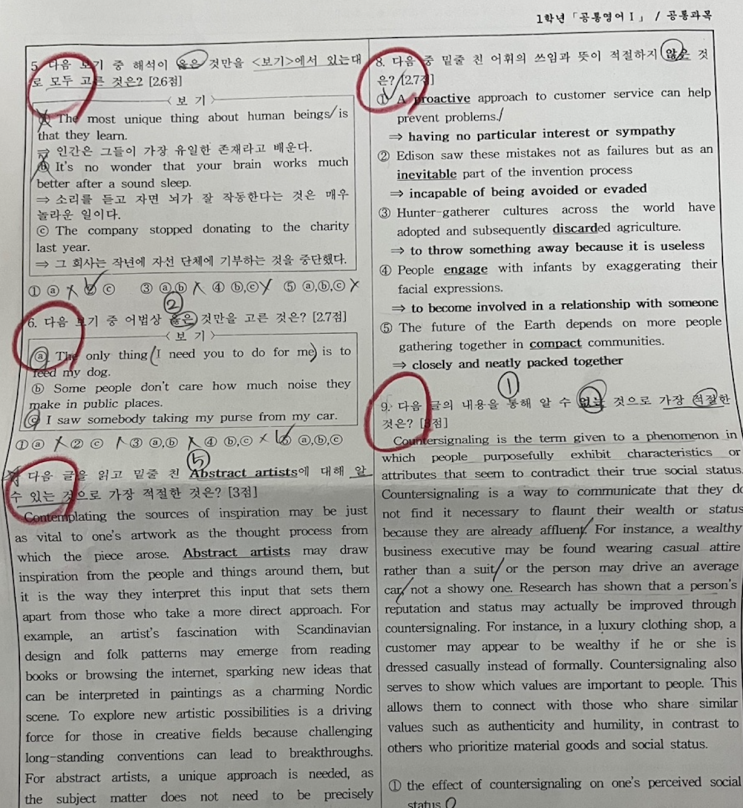 1학년「공통영어Ⅰ」 / 공통과목
5. 다음 보기 중 해석이 옳은 것만을 <보기>에서 있는대
로 모두 고른 것은? [2.6점]
< 보 기 >
ⓐ The most unique thing about human beings is
that they learn.
⇒ 인간은 그들이 가장 유일한 존재라고 배운다.
ⓑ It's no wonder that your brain works much
better after a sound sleep.
⇒ 소리를 듣고 자면 뇌가 잘 작동한다는 것은 매우
놀라운 일이다.
ⓒ The company stopped donating to the charity
last year.
⇒ 그 회사는 작년에 자선 단체에 기부하는 것을 중단했다.
① ⓐ ② ⓒ ③ ⓐ,ⓑ ④ ⓑ,ⓒ ⑤ ⓐ,ⓑ,ⓒ
②
6. 다음 보기 중 어법상 옳은 것만을 고른 것은? [2.7점]
< 보 기 >
ⓐ The only thing I need you to do for me is to
feed my dog.
ⓑ Some people don't care how much noise they
make in public places.
ⓒ I saw somebody taking my purse from my car.
① ⓐ ② ⓒ ③ ⓐ,ⓑ ④ ⓑ,ⓒ ⑤ ⓐ,ⓑ,ⓒ
⑤
다음 글을 읽고 밑줄 친 Abstract artists에 대해 알
수 있는 것으로 가장 적절한 것은? [3점]
Contemplating the sources of inspiration may be just
as vital to one's artwork as the thought process from
which the piece arose. Abstract artists may draw
inspiration from the people and things around them, but
it is the way they interpret this input that sets them
apart from those who take a more direct approach. For
example, an artist's fascination with Scandinavian
design and folk patterns may emerge from reading
books or browsing the internet, sparking new ideas that
can be interpreted in paintings as a charming Nordic
scene. To explore new artistic possibilities is a driving
force for those in creative fields because challenging
long-standing conventions can lead to breakthroughs.
For abstract artists, a unique approach is needed, as
the subject matter does not need to be precisely
8. 다음 중 밑줄 친 어휘의 쓰임과 뜻이 적절하지 않은 것
은? [2.7점]
① A proactive approach to customer service can help
prevent problems.
⇒ having no particular interest or sympathy
② Edison saw these mistakes not as failures but as an
inevitable part of the invention process
⇒ incapable of being avoided or evaded
③ Hunter-gatherer cultures across the world have
adopted and subsequently discarded agriculture.
⇒ to throw something away because it is useless
④ People engage with infants by exaggerating their
facial expressions.
⇒ to become involved in a relationship with someone
⑤ The future of the Earth depends on more people
gathering together in compact communities.
⇒ closely and neatly packed together
①
9. 다음 글의 내용을 통해 알 수 없는 것으로 가장 적절한
것은? [3점]
Countersignaling is the term given to a phenomenon in
which people purposefully exhibit characteristics or
attributes that seem to contradict their true social status.
Countersignaling is a way to communicate that they do
not find it necessary to flaunt their wealth or status
because they are already affluent. For instance, a wealthy
business executive may be found wearing casual attire
rather than a suit, or the person may drive an average
car, not a showy one. Research has shown that a person's
reputation and status may actually be improved through
countersignaling. For instance, in a luxury clothing shop, a
customer may appear to be wealthy if he or she is
dressed casually instead of formally. Countersignaling also
serves to show which values are important to people. This
allows them to connect with those who share similar
values such as authenticity and humility, in contrast to
others who prioritize material goods and social status.
① the effect of countersignaling on one's perceived social
status